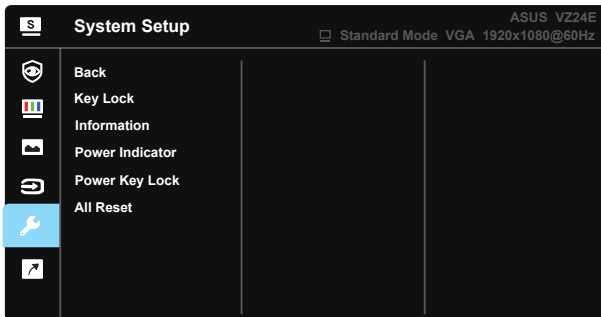 S
System Setup
ASUS VZ24E
Standard Mode VGA 1920x1080@60Hz
Back
Key Lock
Information
Power Indicator
Power Key Lock
All Reset